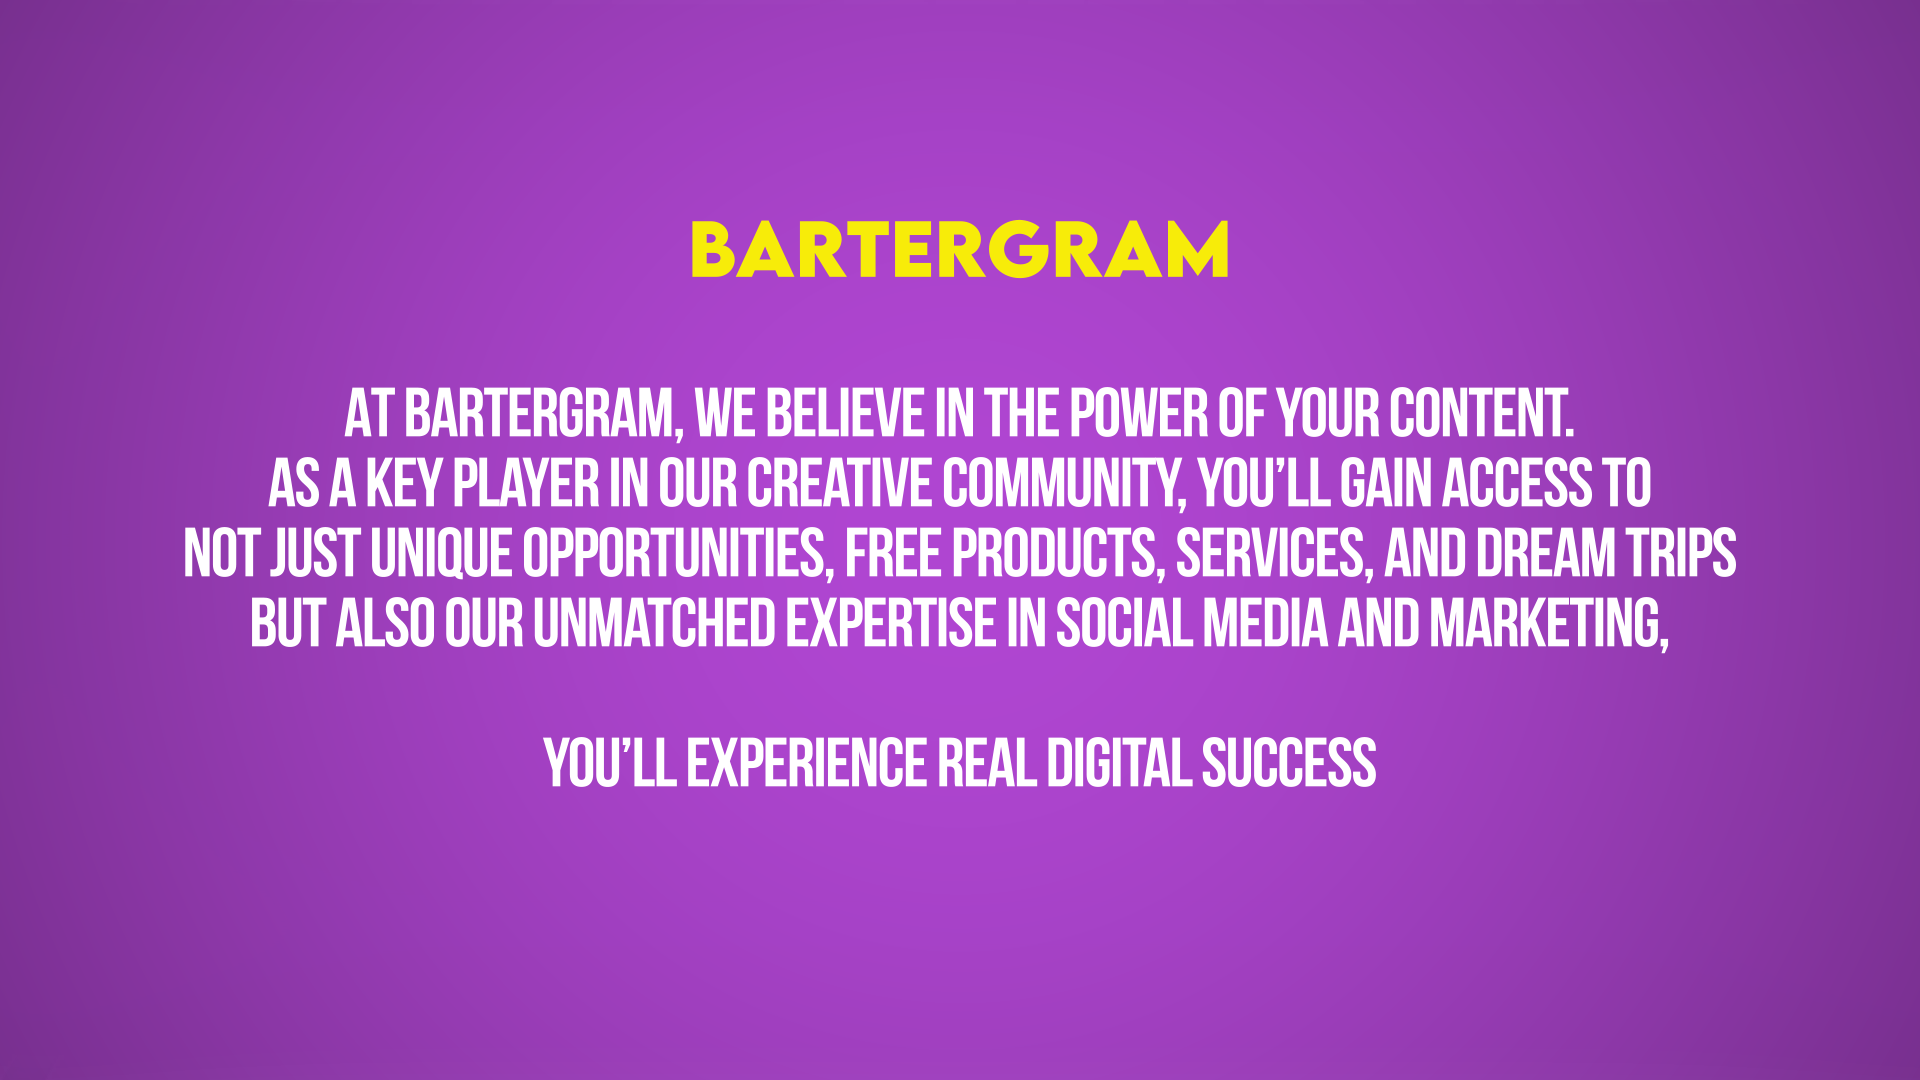 BARTERGRAM
AT BARTERGRAM, WE BELIEVE IN THE POWER OF YOUR CONTENT.
AS A KEY PLAYER IN OUR CREATIVE COMMUNITY, YOU’LL GAIN ACCESS TO
NOT JUST UNIQUE OPPORTUNITIES, FREE PRODUCTS, SERVICES, AND DREAM TRIPS
BUT ALSO OUR UNMATCHED EXPERTISE IN SOCIAL MEDIA AND MARKETING,
YOU’LL EXPERIENCE REAL DIGITAL SUCCESS